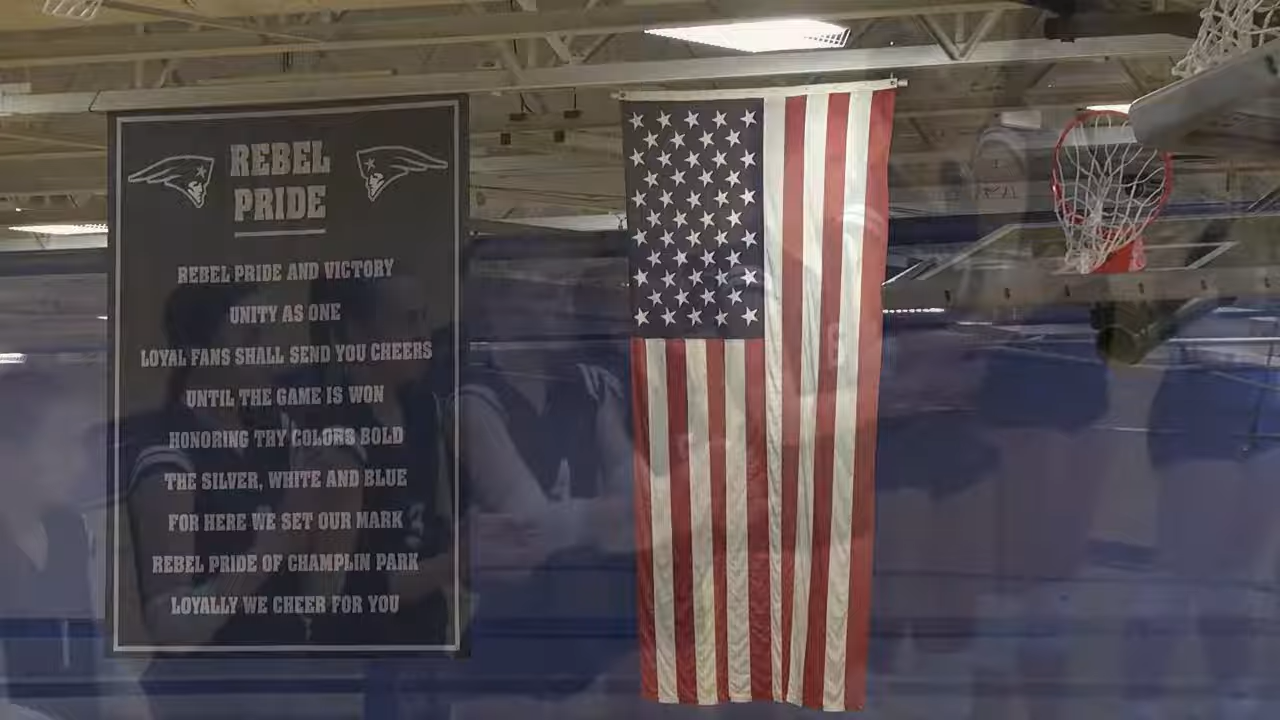 REBEL
PRIDE
REBEL PRIDE AND VICTORY
UNITY AS ONE
LOYAL FANS SHALL SEND YOU CHEERS
UNTIL THE GAME IS WON
HONORING THY COLORS BOLD
THE SILVER, WHITE AND BLUE
FOR HERE WE SET OUR MARK
REBEL PRIDE OF CHAMPLIN PARK
LOYALLY WE CHEER FOR YOU